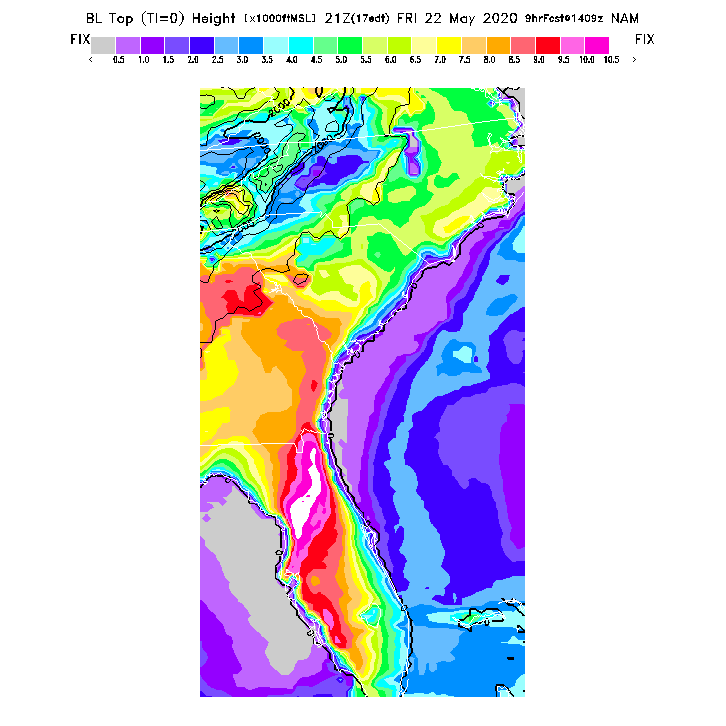 BL Top (TI=0) Height [x1000ftMSL] 21Z(17edt) FRI 22 May 2020 9hrFcst@1409z NAM
FIX FIX
< 0.5 1.0 1.5 2.0 2.5 3.0 3.5 4.0 4.5 5.0 5.5 6.0 6.5 7.0 7.5 8.0 8.5 9.0 9.5 10.0 10.5 >
2000